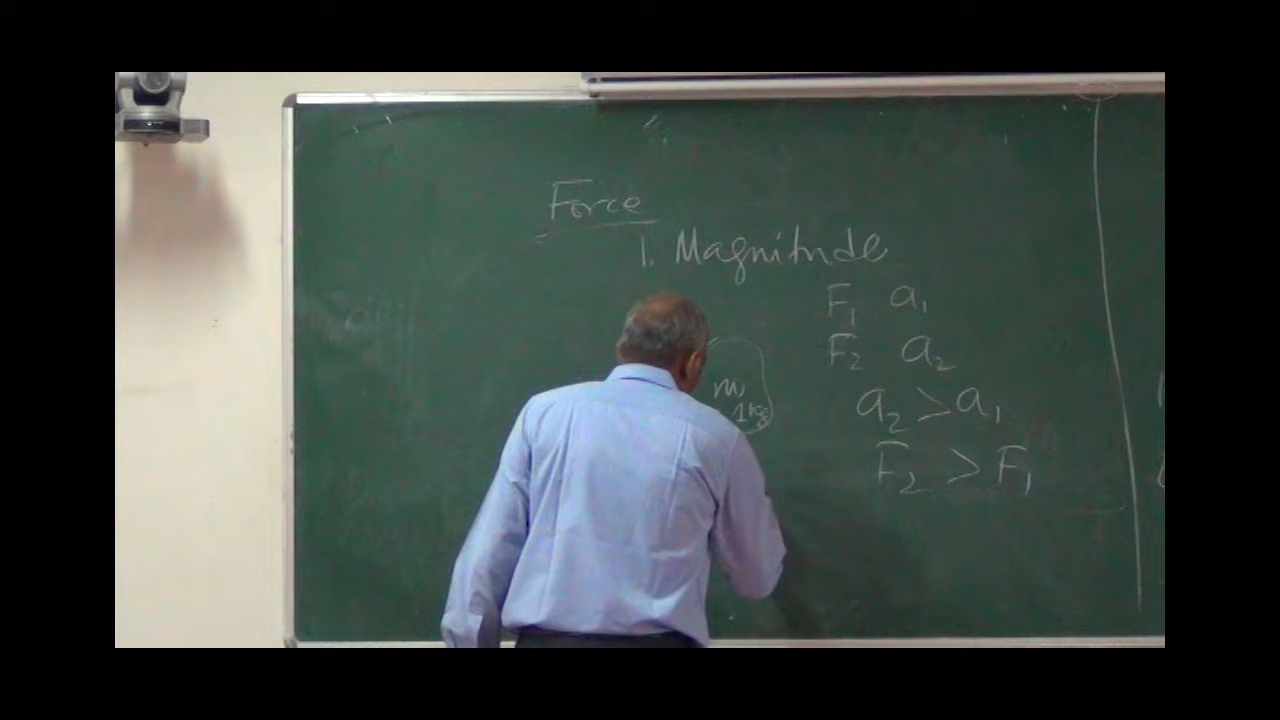 Force
1. Magnitude
F₁ a₁
F₂ a₂
m
1kg
a₂ > a₁
F₂ > F₁